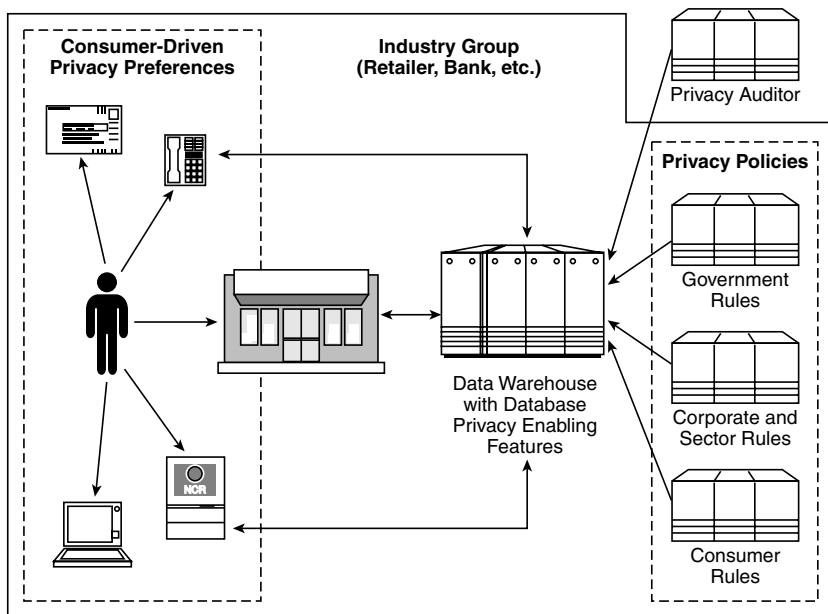 Consumer-Driven
Privacy Preferences
Industry Group
(Retailer, Bank, etc.)
Privacy Auditor
Privacy Policies
Government
Rules
Data Warehouse
with Database
Privacy Enabling
Features
Corporate and
Sector Rules
NCR
Consumer
Rules